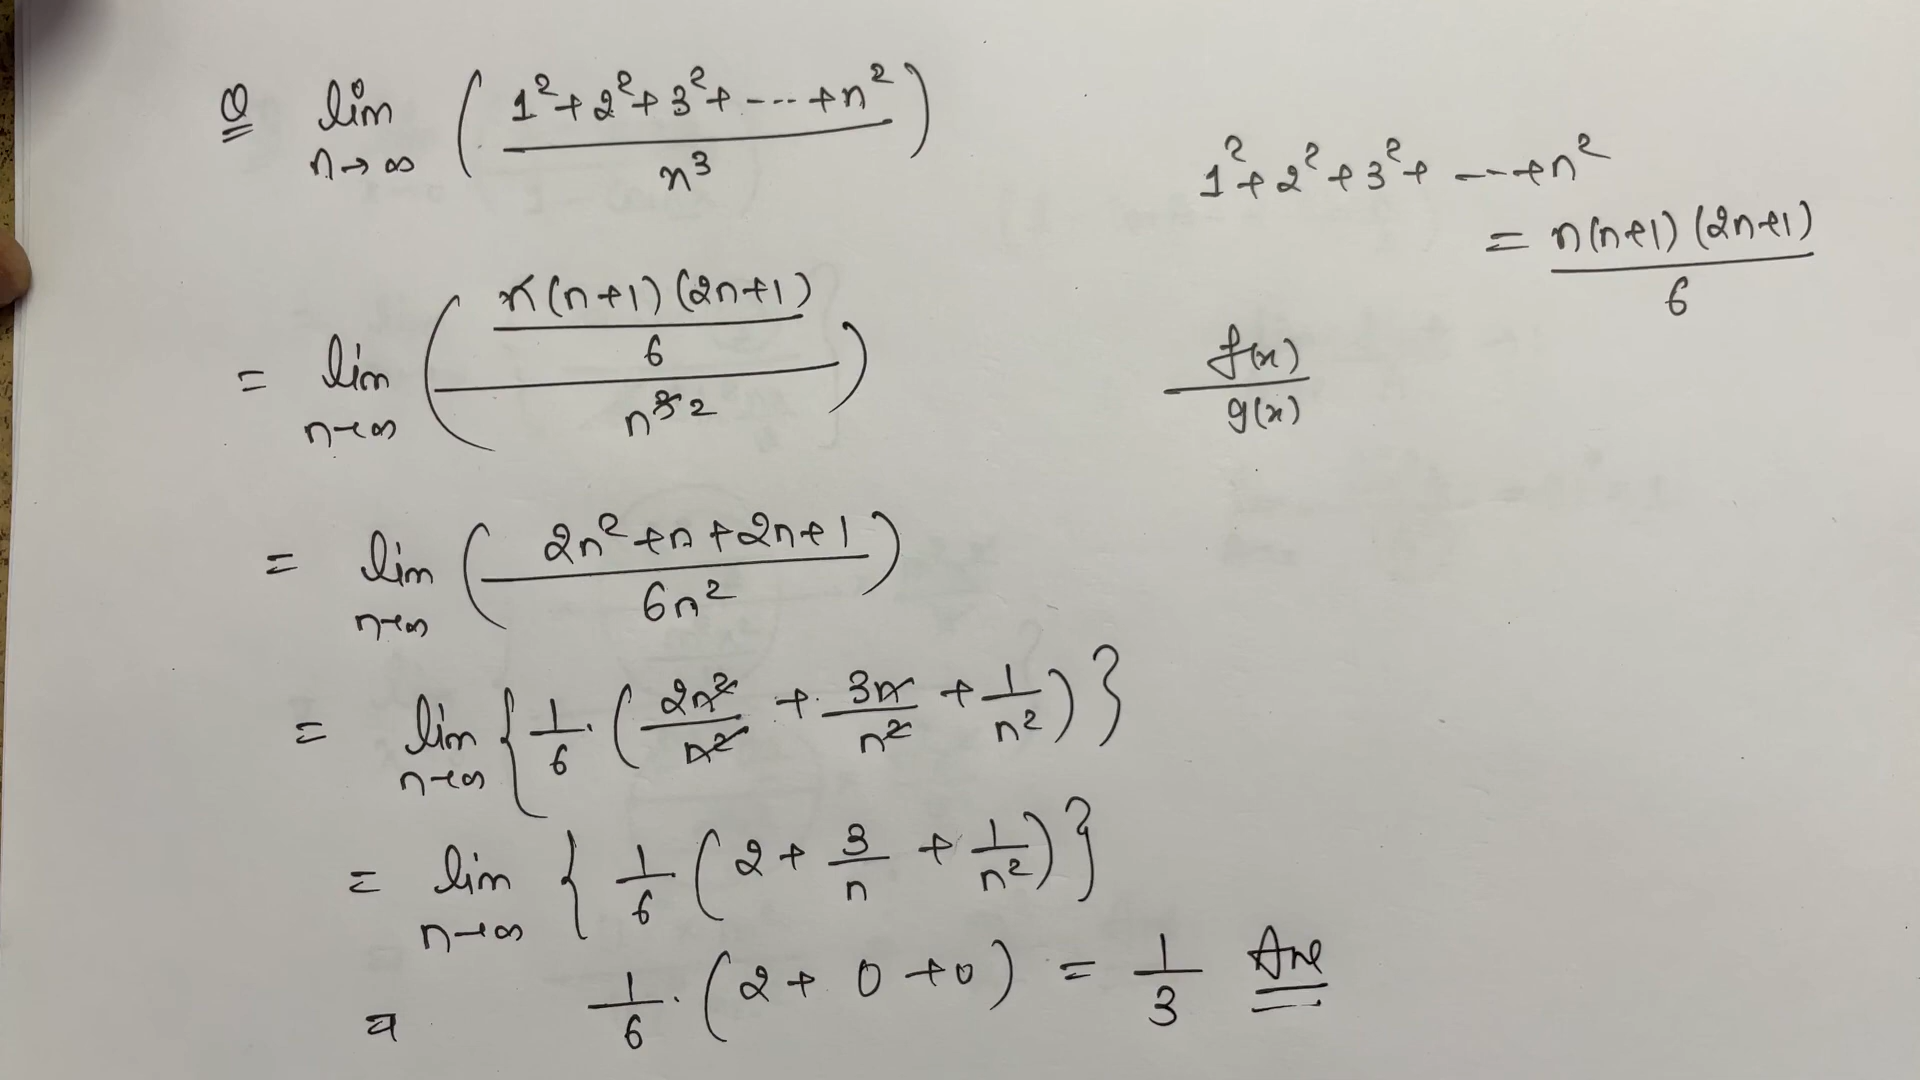 Q lim n→∞ ( 1² + 2² + 3² + ---- + n² / n³ )
1² + 2² + 3² + ---- + n²
= n(n+1)(2n+1) / 6
= lim n→∞ ( n(n+1)(2n+1) / 6 / n³ 2 )
f(x) / g(x)
= lim n→∞ ( 2n² + n + 2n + 1 / 6n² )
= lim n→∞ { 1/6 · ( 2n²/n² + 3n/n² + 1/n² ) }
= lim n→∞ { 1/6 ( 2 + 3/n + 1/n² ) }
= 1/6 · ( 2 + 0 + 0 ) = 1/3 Ans